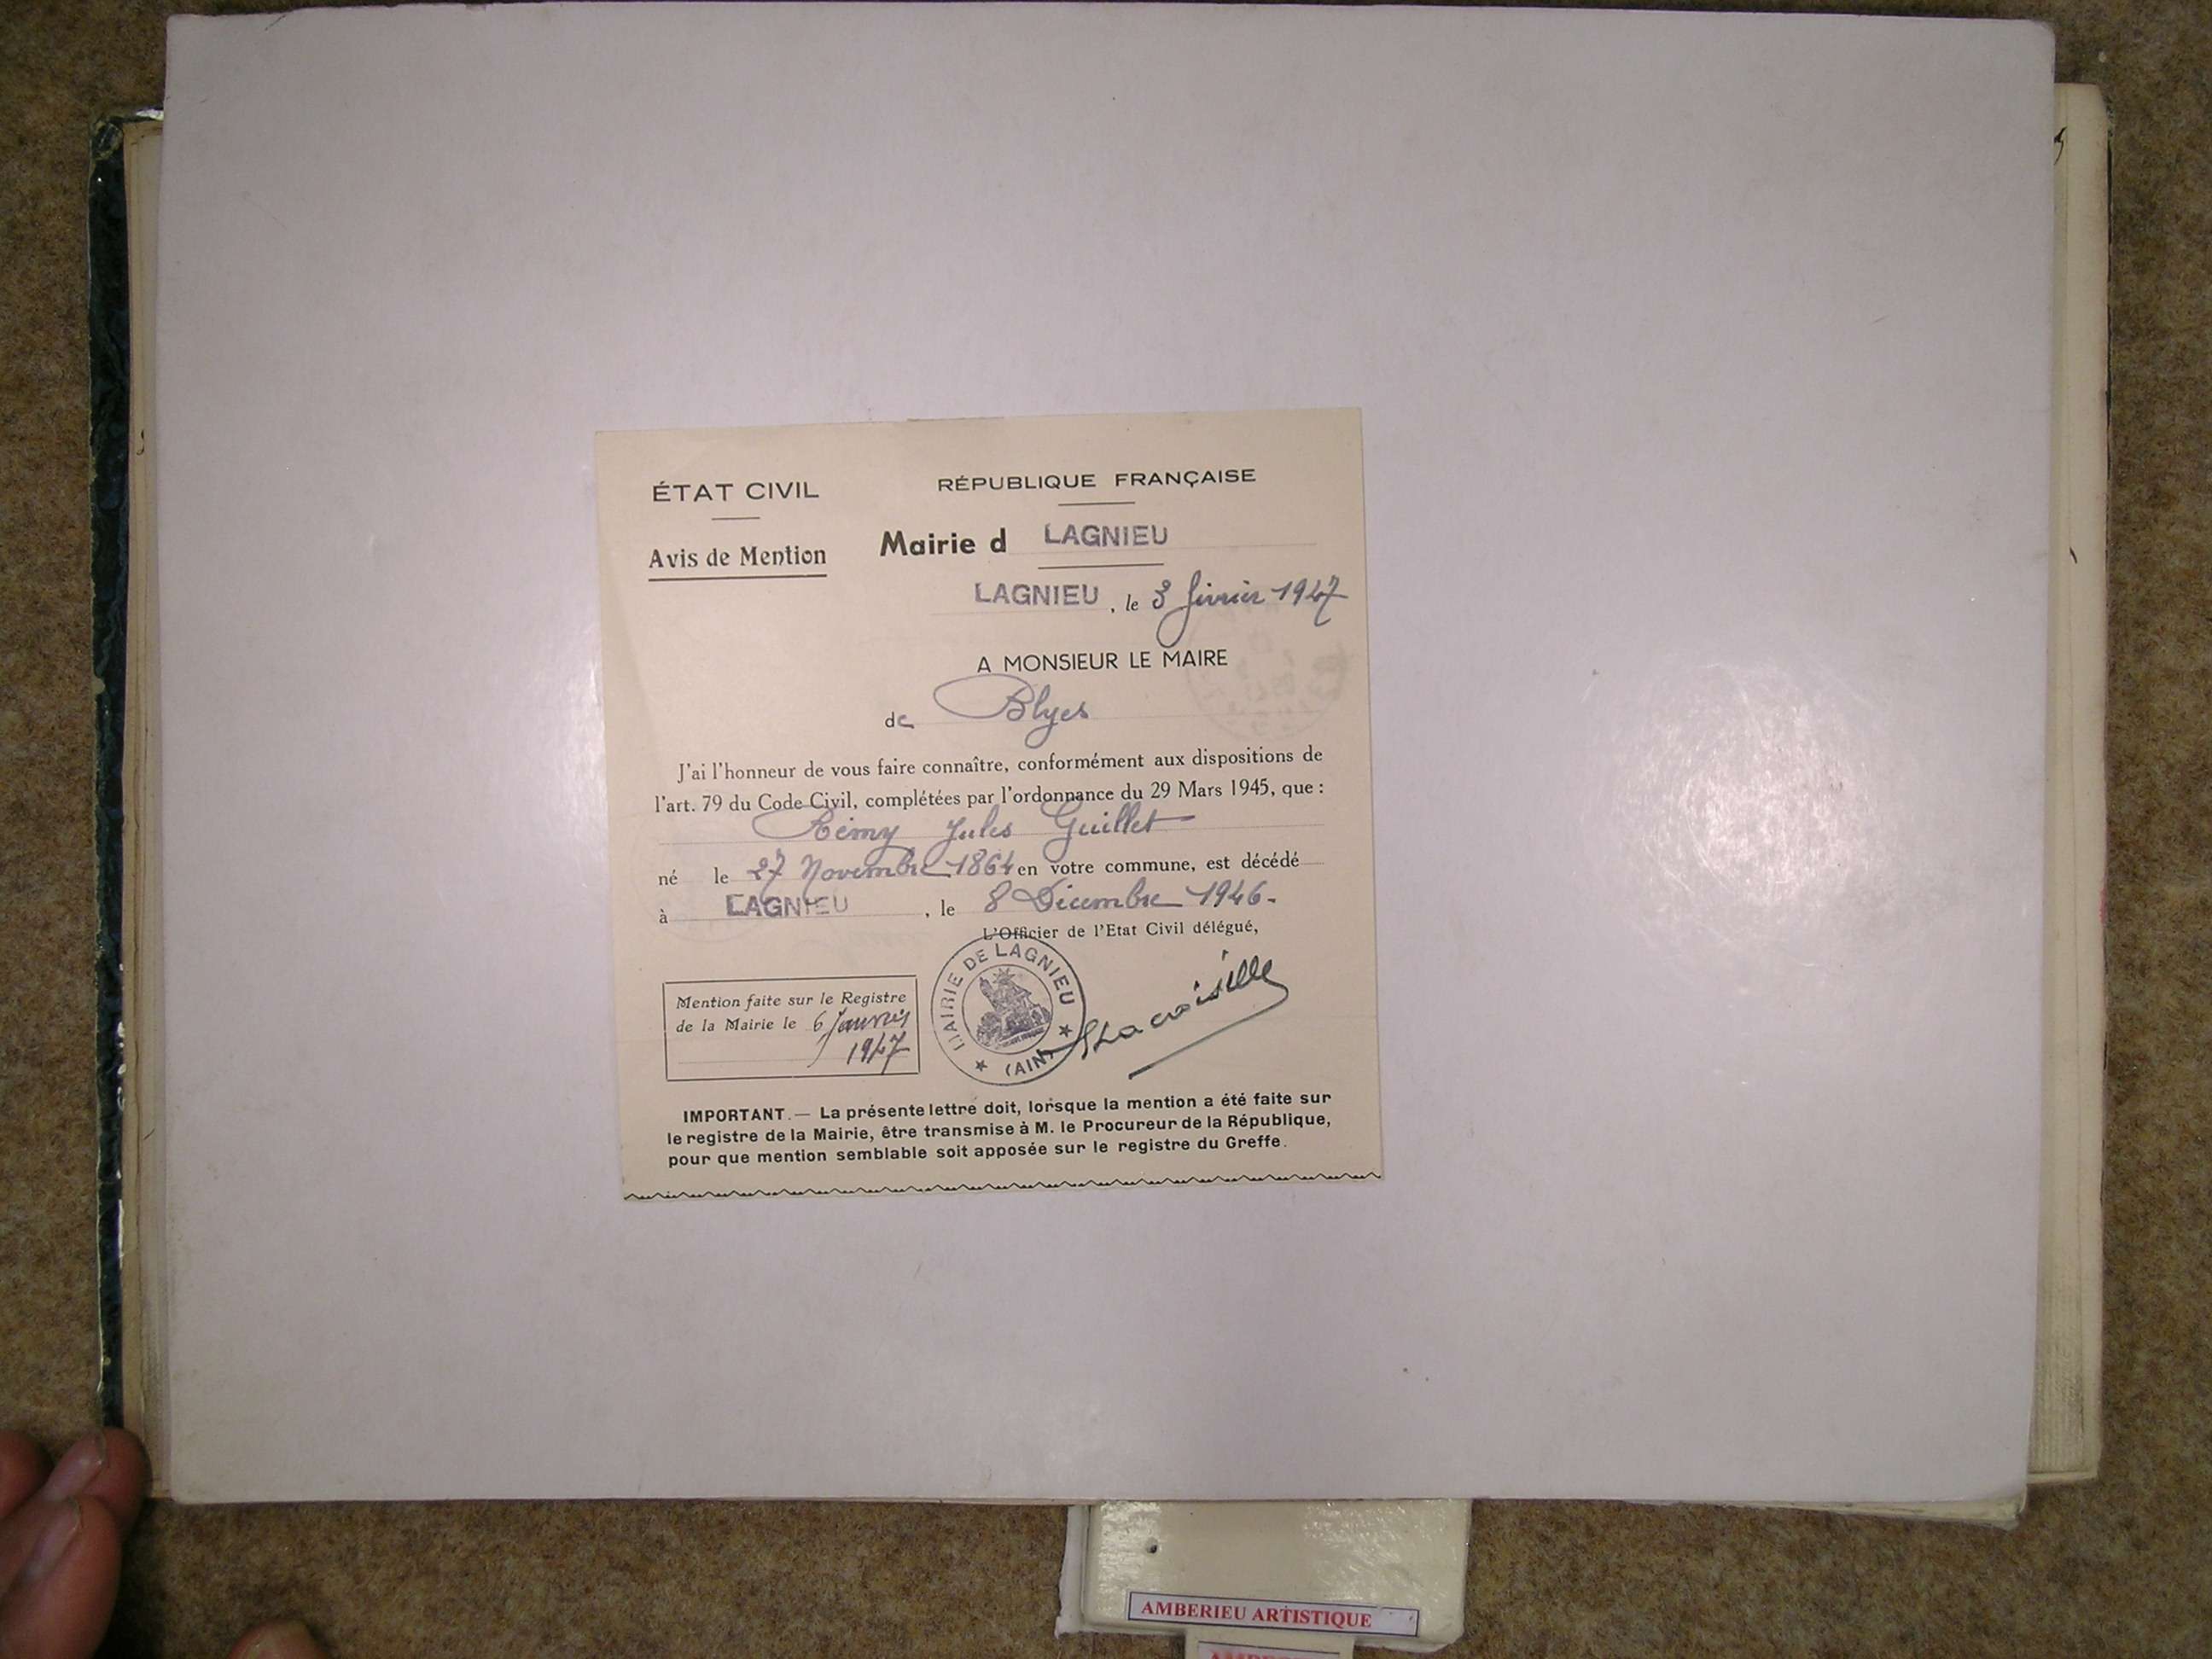 ÉTAT CIVIL
RÉPUBLIQUE FRANÇAISE
Avis de Mention
Mairie d LAGNIEU
LAGNIEU, le 3 février 1947
A MONSIEUR LE MAIRE
de Blyes
J'ai l'honneur de vous faire connaître, conformément aux dispositions de
l'art. 79 du Code Civil, complétées par l'ordonnance du 29 Mars 1945, que :
Rémy Jules Guillet
né le 27 Novembre 1864 en votre commune, est décédé
à LAGNIEU, le 8 Décembre 1946.
L'Officier de l'Etat Civil délégué,
MAIRIE DE LAGNIEU
★ (AIN) ★
Lacroisille
Mention faite sur le Registre
de la Mairie le 6 Janvier
1947
IMPORTANT. — La présente lettre doit, lorsque la mention a été faite sur
le registre de la Mairie, être transmise à M. le Procureur de la République,
pour que mention semblable soit apposée sur le registre du Greffe.
AMBERIEU ARTISTIQUE